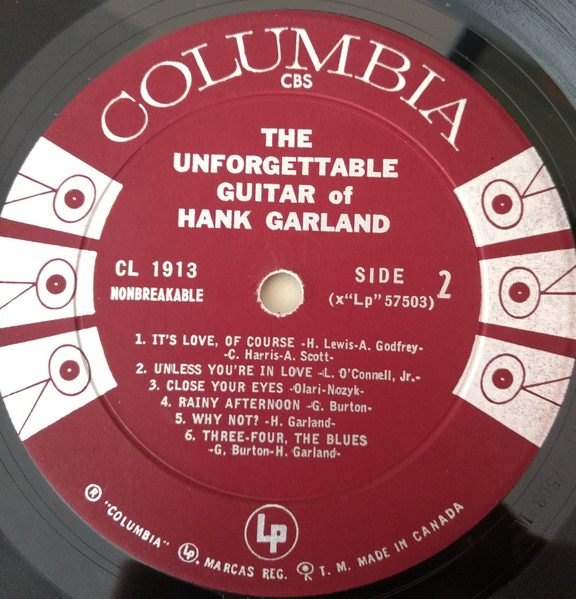 COLUMBIA
CBS
THE
UNFORGETTABLE
GUITAR of
HANK GARLAND
CL 1913
NONBREAKABLE
SIDE 2
(x"Lp" 57503)
1. IT'S LOVE, OF COURSE -H. Lewis-A. Godfrey-
-C. Harris-A. Scott-
2. UNLESS YOU'RE IN LOVE -L. O'Connell, Jr.-
3. CLOSE YOUR EYES -Olari-Nozyk-
4. RAINY AFTERNOON -G. Burton-
5. WHY NOT? -H. Garland-
6. THREE-FOUR, THE BLUES
-G. Burton-H. Garland-
Lp
® "COLUMBIA" Lp, MARCAS REG. T. M. MADE IN CANADA